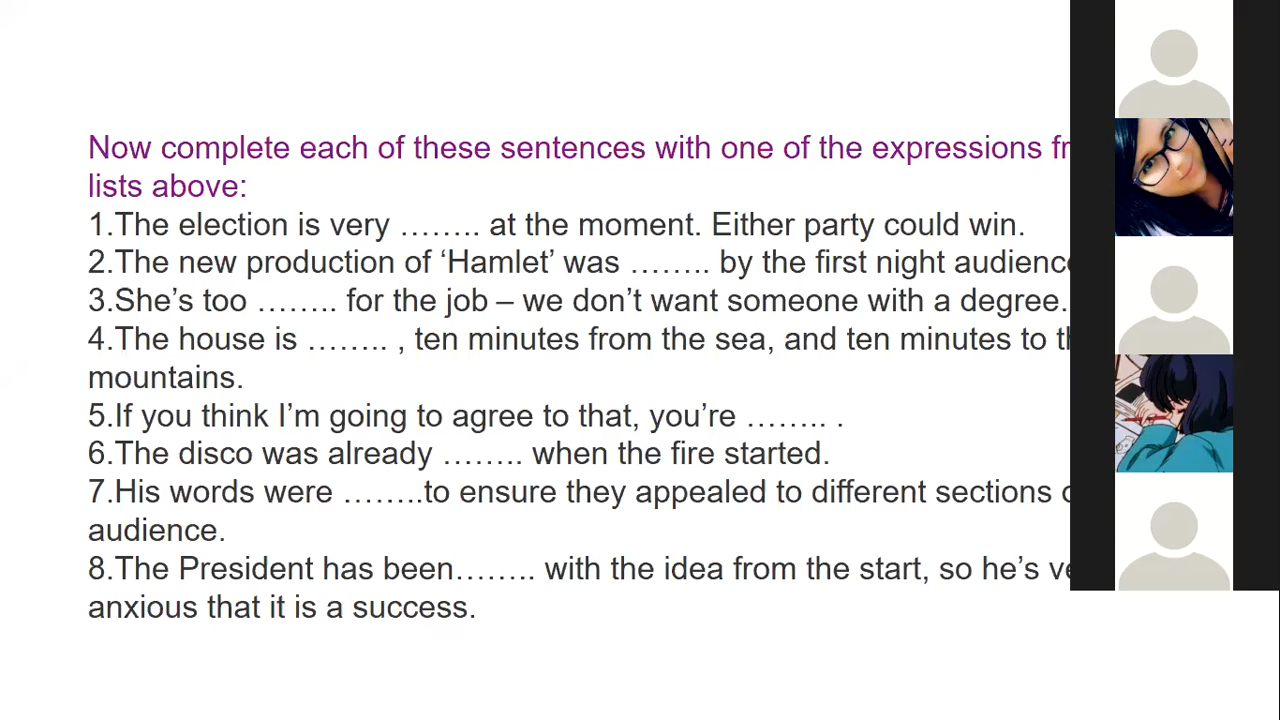 Now complete each of these sentences with one of the expressions
lists above:
1.The election is very …….. at the moment. Either party could win.
2.The new production of ‘Hamlet’ was …….. by the first night audience
3.She’s too …….. for the job – we don’t want someone with a degree.
4.The house is …….. , ten minutes from the sea, and ten minutes to
mountains.
5.If you think I’m going to agree to that, you’re …….. .
6.The disco was already …….. when the fire started.
7.His words were ……..to ensure they appealed to different sections
audience.
8.The President has been…….. with the idea from the start, so he’s
anxious that it is a success.